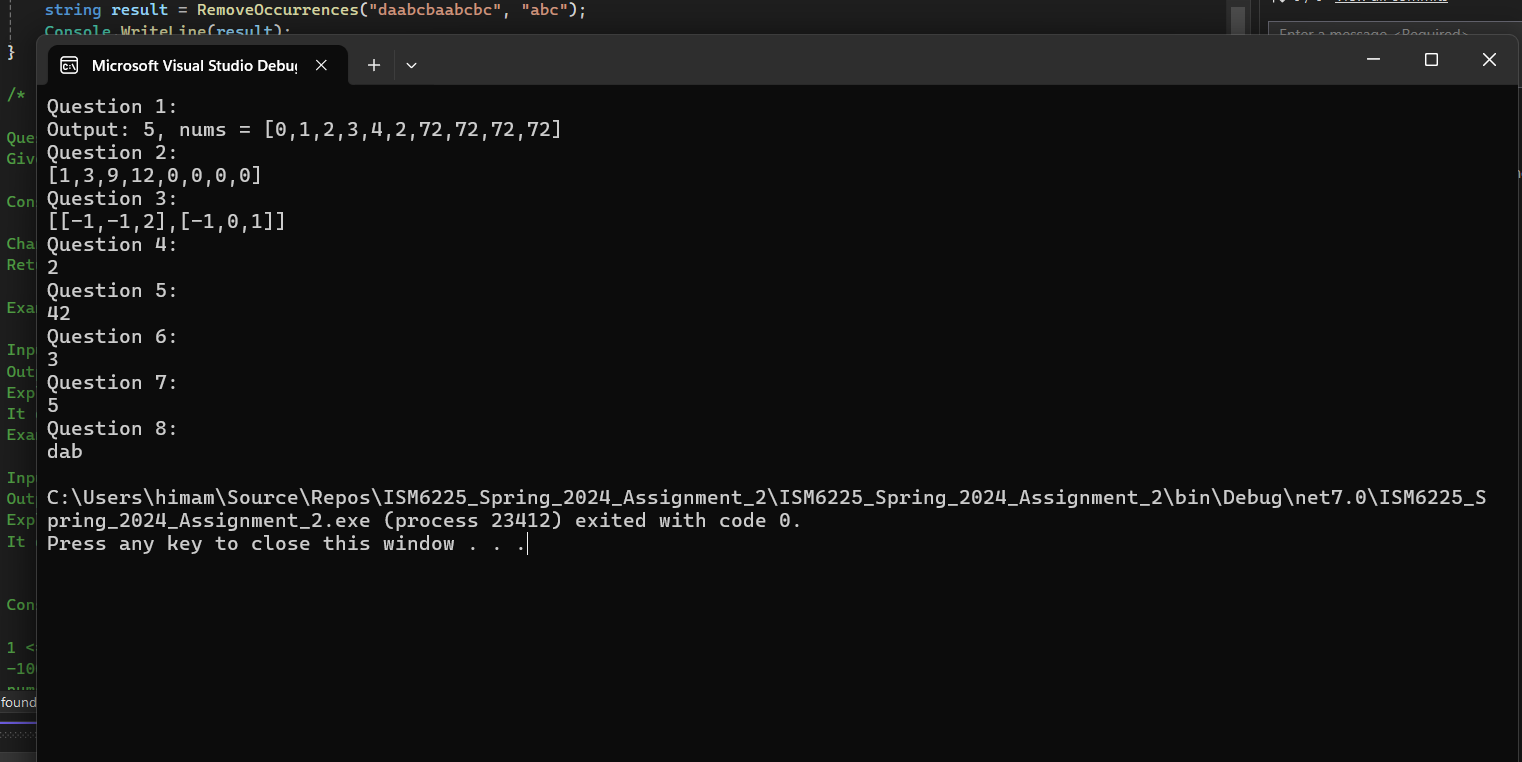 string result = RemoveOccurrences("daabcbaabcbc", "abc");
Console.WriteLine(result);
}
Enter a message <Required>
Microsoft Visual Studio Debu
/*
Question 1:
Output: 5, nums = [0,1,2,3,4,2,72,72,72,72]
Question 2:
[1,3,9,12,0,0,0,0]
Question 3:
[[-1,-1,2],[-1,0,1]]
Question 4:
2
Question 5:
42
Question 6:
3
Question 7:
5
Question 8:
dab
C:\Users\himam\Source\Repos\ISM6225_Spring_2024_Assignment_2\ISM6225_Spring_2024_Assignment_2\bin\Debug\net7.0\ISM6225_S
pring_2024_Assignment_2.exe (process 23412) exited with code 0.
Press any key to close this window . . .
Que
Giv
Con
Cha
Ret
Exa
Inp
Out
Exp
It
Exa
Inp
Out
Exp
It
Con
1 <
-10
num
found